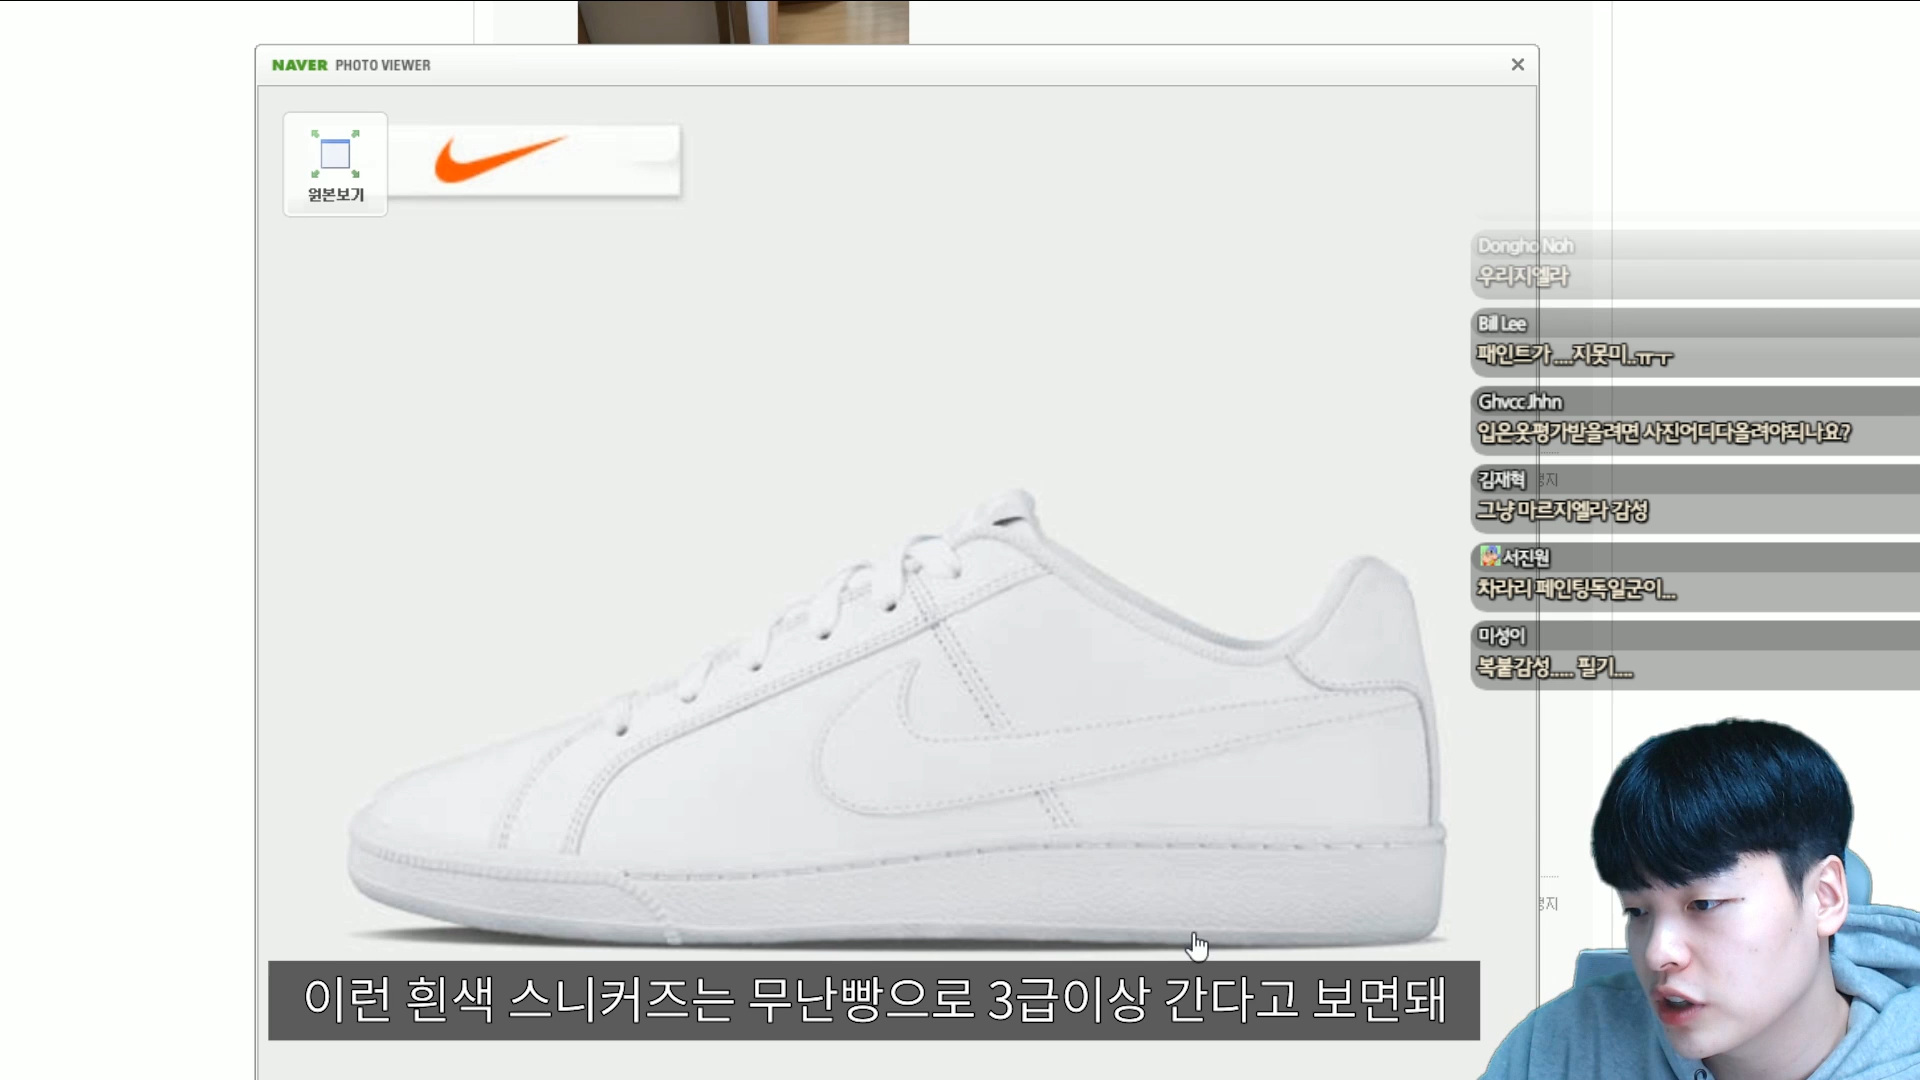 NAVER PHOTO VIEWER
원본보기
Dongho Noh
우리지엘라
Bill Lee
패인트가....지못미..ㅠㅜ
Ghvcc Jhhn
입은옷평가받을려면 사진어디다올려야되나요?
김재혁
그냥 마르지엘라 감성
서진원
차라리 페인팅독일군이...
미성이
복붙감성..... 필기....
이런 흰색 스니커즈는 무난빵으로 3급이상 간다고 보면돼